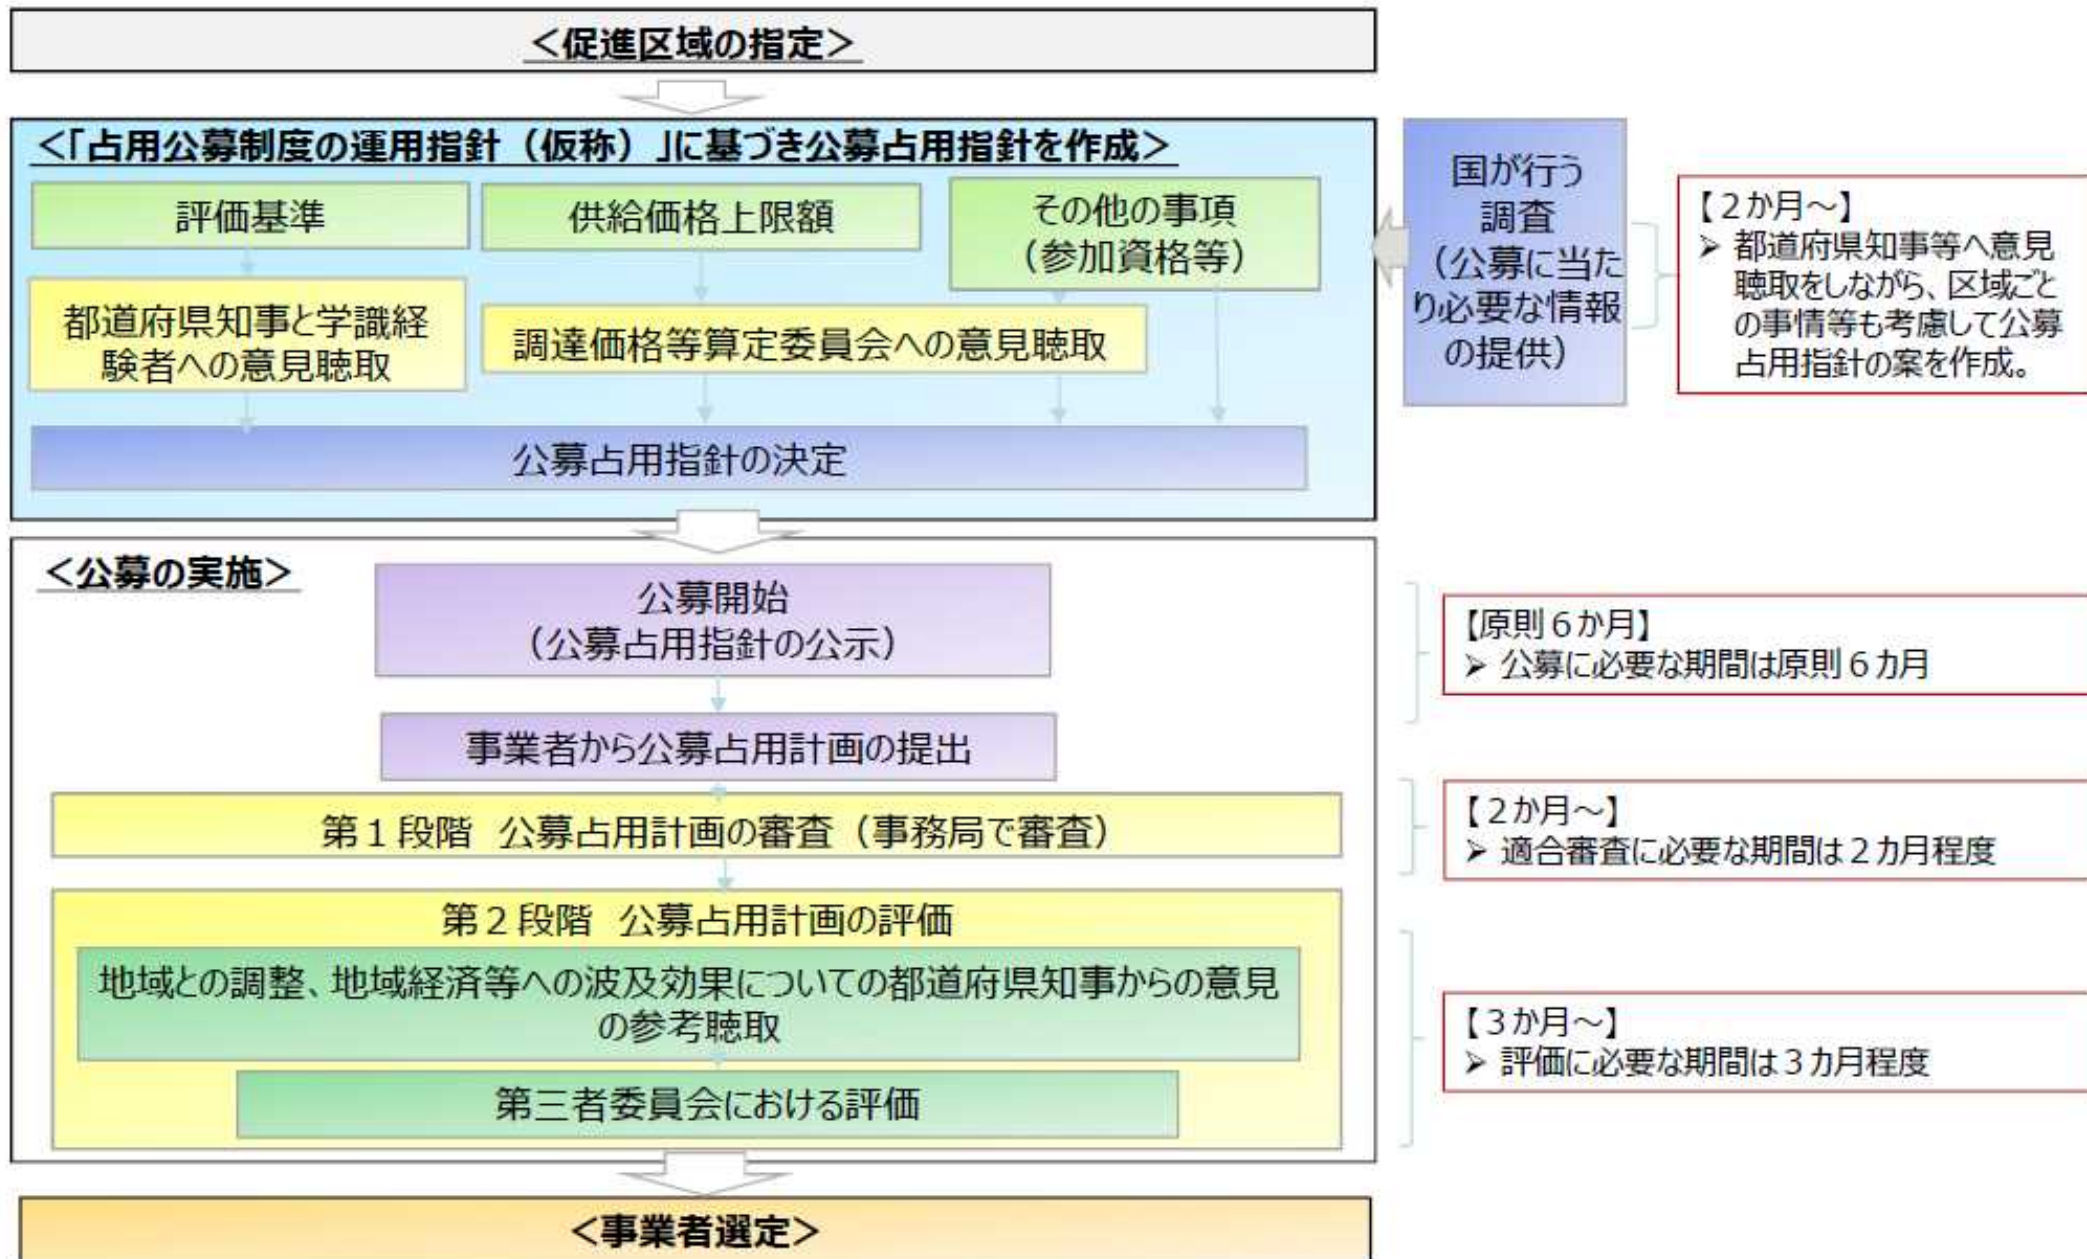 ＜促進区域の指定＞
＜「占用公募制度の運用指針（仮称）」に基づき公募占用指針を作成＞
評価基準
供給価格上限額
その他の事項
（参加資格等）
都道府県知事と学識経
験者への意見聴取
調達価格等算定委員会への意見聴取
公募占用指針の決定
国が行う
調査
（公募に当た
り必要な情報
の提供）
【２か月～】
➢ 都道府県知事等へ意見
聴取をしながら、区域ごと
の事情等も考慮して公募
占用指針の案を作成。
＜公募の実施＞
公募開始
（公募占用指針の公示）
事業者から公募占用計画の提出
【原則６か月】
➢ 公募に必要な期間は原則６カ月
第１段階 公募占用計画の審査（事務局で審査）
【２か月～】
➢ 適合審査に必要な期間は２カ月程度
第２段階 公募占用計画の評価
地域との調整、地域経済等への波及効果についての都道府県知事からの意見
の参考聴取
第三者委員会における評価
【３か月～】
➢ 評価に必要な期間は３カ月程度
＜事業者選定＞